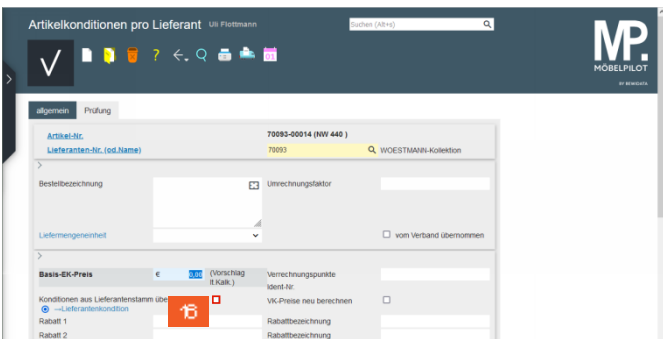 Artikelkonditionen pro Lieferant Uli Flottmann
Suchen (Alt+s)
?
01
MP.
MÖBELPILOT
BY BEWIDATA
allgemein Prüfung
Artikel-Nr. 70093-00014 (NW 440 )
Lieferanten-Nr. (od.Name) 70093 WOESTMANN-Kollektion
Bestellbezeichnung Umrechnungsfaktor
Liefermengeneinheit vom Verband übernommen
Basis-EK-Preis € 0,00 (Vorschlag Verrechnungspunkte
lt.Kalk.) Ident-Nr.
Konditionen aus Lieferantenstamm übe VK-Preise neu berechnen
→Lieferantenkondition
16
Rabatt 1 Rabattbezeichnung
Rabatt 2 Rabattbezeichnung